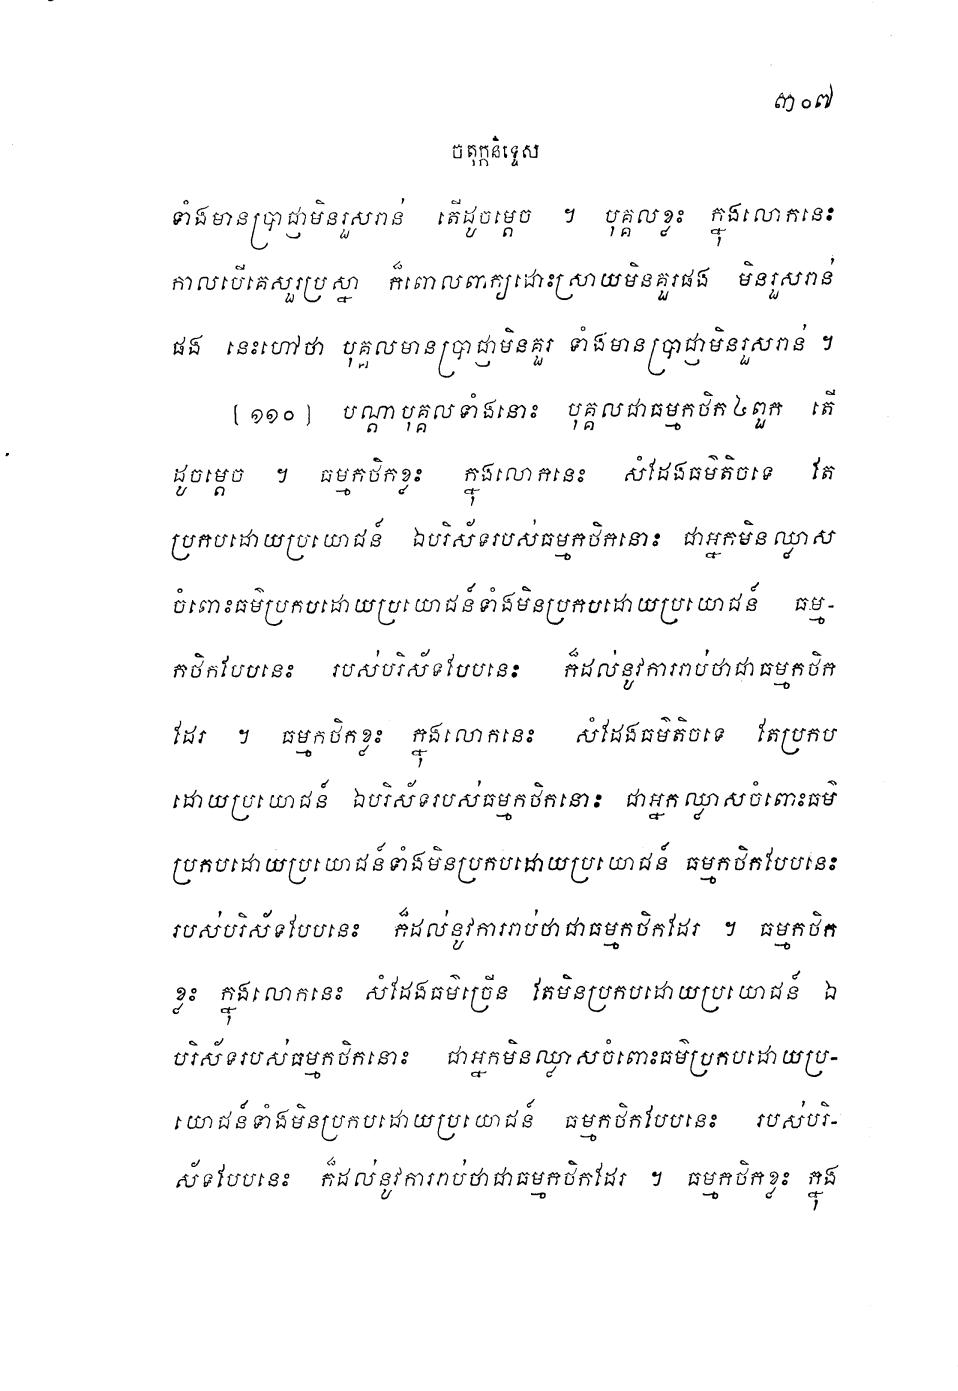 ៣០៧
ចតុក្កនិទ្ទេស
ទាំងមានប្រាជ្ញាមិនរួសរាន់ តើដូចម្តេច ។ បុគ្គលខ្លះ ក្នុងលោកនេះ
កាលបើគេសួរប្រស្នា ក៏ពោលពាក្យដោះស្រាយមិនគួរផង មិនរួសរាន់
ផង នេះហៅថា បុគ្គលមានប្រាជ្ញាមិនគួរ ទាំងមានប្រាជ្ញាមិនរួសរាន់ ។
[១១០] បណ្តាបុគ្គលទាំងនោះ បុគ្គលជាធម្មកថិក៤ពួក តើ
ដូចម្តេច ។ ធម្មកថិកខ្លះ ក្នុងលោកនេះ សំដែងធម៌តិចទេ តែ
ប្រកបដោយប្រយោជន៍ ឯបរិស័ទរបស់ធម្មកថិកនោះ ជាអ្នកមិនឈ្លាស
ចំពោះធម៌ប្រកបដោយប្រយោជន៍ទាំងមិនប្រកបដោយប្រយោជន៍ ធម្ម-
កថិកបែបនេះ របស់បរិស័ទបែបនេះ ក៏ដល់នូវការរាប់ថាជាធម្មកថិក
ដែរ ។ ធម្មកថិកខ្លះ ក្នុងលោកនេះ សំដែងធម៌តិចទេ តែប្រកប
ដោយប្រយោជន៍ ឯបរិស័ទរបស់ធម្មកថិកនោះ ជាអ្នកឈ្លាសចំពោះធម៌
ប្រកបដោយប្រយោជន៍ទាំងមិនប្រកបដោយប្រយោជន៍ ធម្មកថិកបែបនេះ
របស់បរិស័ទបែបនេះ ក៏ដល់នូវការរាប់ថាជាធម្មកថិកដែរ ។ ធម្មកថិក
ខ្លះ ក្នុងលោកនេះ សំដែងធម៌ច្រើន តែមិនប្រកបដោយប្រយោជន៍ ឯ
បរិស័ទរបស់ធម្មកថិកនោះ ជាអ្នកមិនឈ្លាសចំពោះធម៌ប្រកបដោយប្រ-
យោជន៍ទាំងមិនប្រកបដោយប្រយោជន៍ ធម្មកថិកបែបនេះ របស់បរិ-
ស័ទបែបនេះ ក៏ដល់នូវការរាប់ថាជាធម្មកថិកដែរ ។ ធម្មកថិកខ្លះ ក្នុង